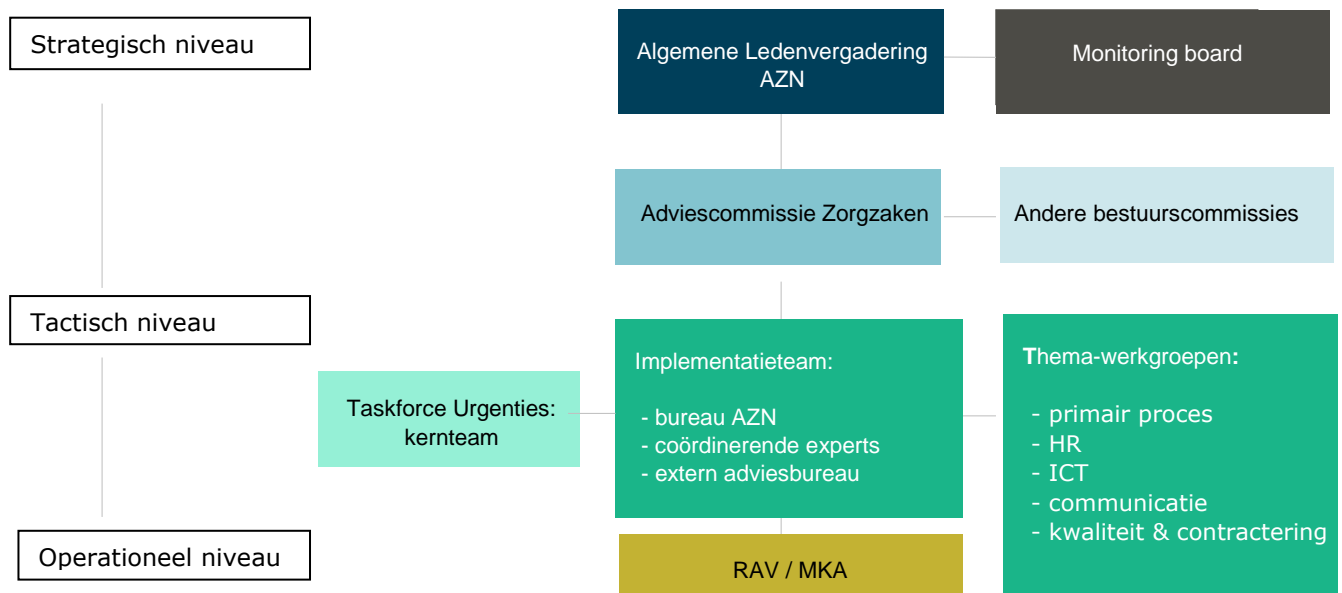 Strategisch niveau
Algemene Ledenvergadering
AZN
Monitoring board
Adviescommissie Zorgzaken
Andere bestuurscommissies
Tactisch niveau
Taskforce Urgenties:
kernteam
Implementatieteam:
- bureau AZN
- coördinerende experts
- extern adviesbureau
Thema-werkgroepen:
- primair proces
- HR
- ICT
- communicatie
- kwaliteit & contractering
Operationeel niveau
RAV / MKA